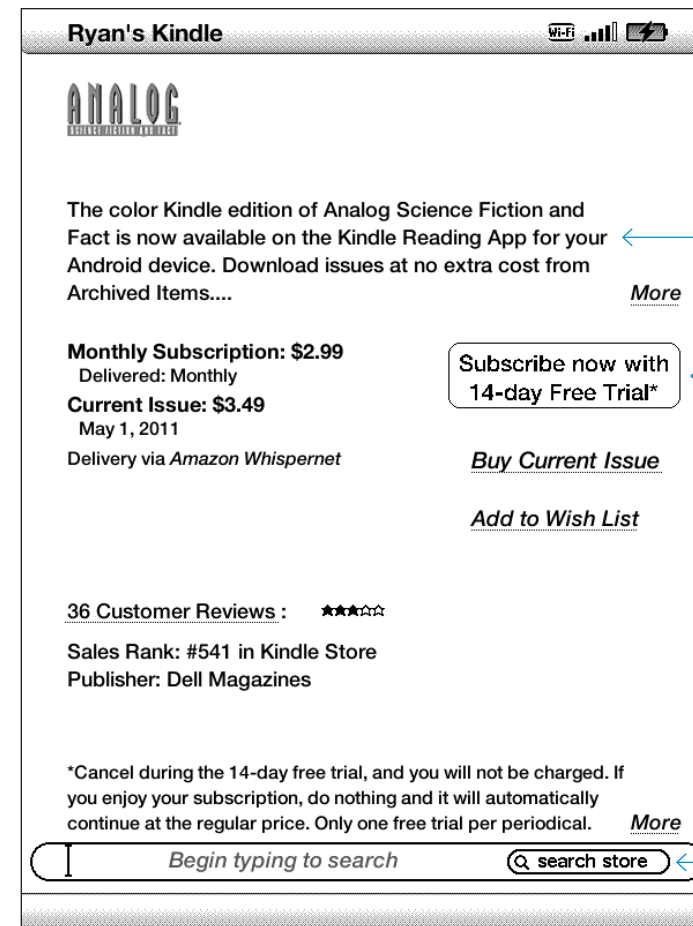 Ryan's Kindle
Wi-Fi
ANALOG
SCIENCE FICTION AND FACT
The color Kindle edition of Analog Science Fiction and
Fact is now available on the Kindle Reading App for your
Android device. Download issues at no extra cost from
Archived Items....
More
Monthly Subscription: $2.99
Delivered: Monthly
Current Issue: $3.49
May 1, 2011
Delivery via Amazon Whispernet
Subscribe now with
14-day Free Trial*
Buy Current Issue
Add to Wish List
36 Customer Reviews :
Sales Rank: #541 in Kindle Store
Publisher: Dell Magazines
*Cancel during the 14-day free trial, and you will not be charged. If
you enjoy your subscription, do nothing and it will automatically
continue at the regular price. Only one free trial per periodical.
More
Begin typing to search
search store